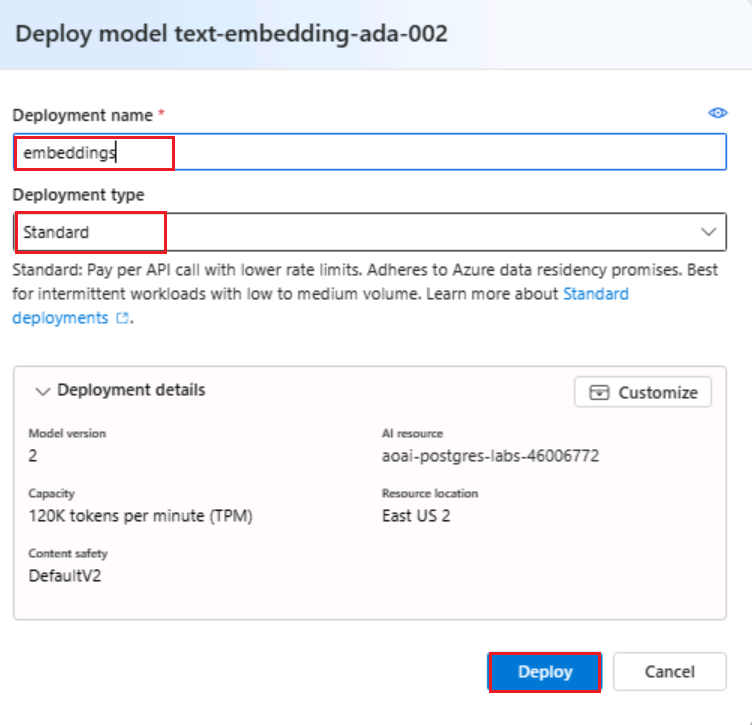 Deploy model text-embedding-ada-002
Deployment name *
embeddings
Deployment type
Standard
Standard: Pay per API call with lower rate limits. Adheres to Azure data residency promises. Best
for intermittent workloads with low to medium volume. Learn more about Standard
deployments.
Deployment details
Customize
Model version
AI resource
2
aoai-postgres-labs-46006772
Capacity
Resource location
120K tokens per minute (TPM)
East US 2
Content safety
DefaultV2
Deploy
Cancel